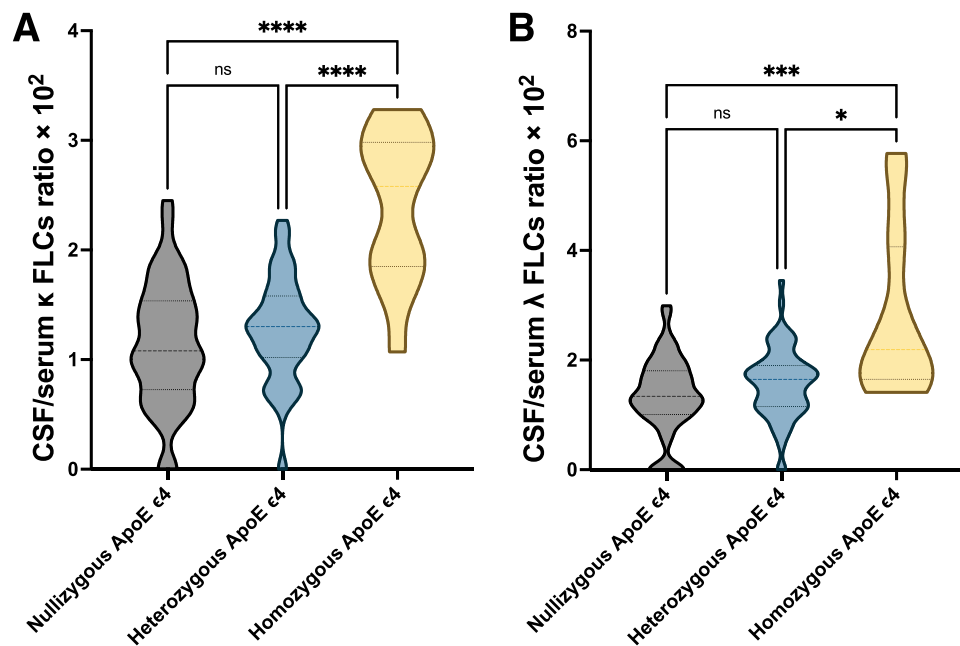 A
CSF/serum κ FLCs ratio × 10²
4
3
2
1
0
****
ns
****
Nullizygous ApoE ϵ4
Heterozygous ApoE ϵ4
Homozygous ApoE ϵ4
B
CSF/serum λ FLCs ratio × 10²
8
6
4
2
0
***
ns
*
Nullizygous ApoE ϵ4
Heterozygous ApoE ϵ4
Homozygous ApoE ϵ4